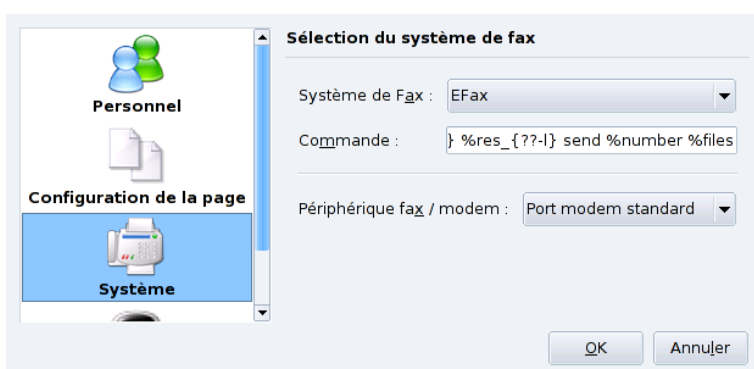 Sélection du système de fax
Personnel
Configuration de la page
Système
Système de Fax :
EFax
Commande :
} %res_{??-l} send %number %files
Périphérique fax / modem :
Port modem standard
OK
Annuler